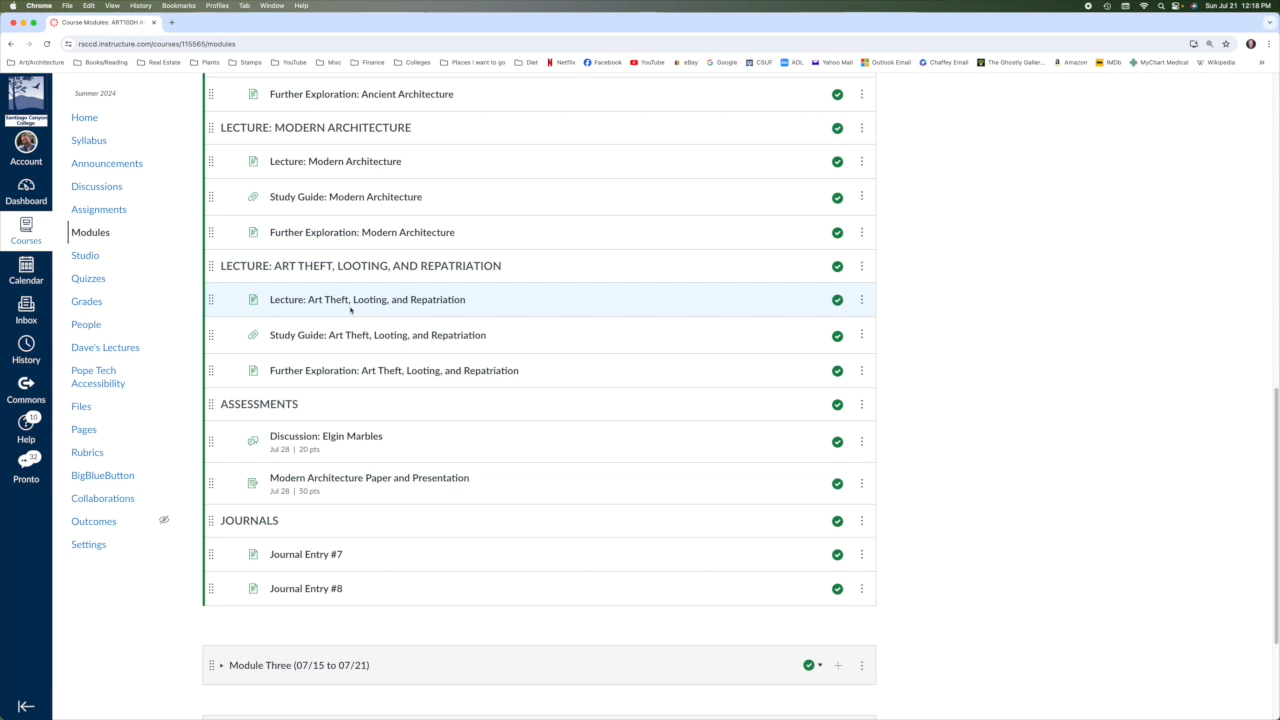 Chrome File Edit View History Bookmarks Profiles Tab Window Help Sun Jul 21 12:18 PM
Course Modules: ART100H #
rsccd.instructure.com/courses/115565/modules
Art/Architecture Books/Reading Real Estate Plants Stamps YouTube Misc Finance Colleges Places I want to go Diet Netflix Facebook YouTube eBay Google CSUF AOL Yahoo Mail Outlook Email Chaffey Email The Ghostly Galler... Amazon IMDb MyChart Medical Wikipedia »
Santiago Canyon
College
Account
Dashboard
Courses
Calendar
Inbox
History
Commons
10
Help
32
Pronto
Summer 2024
Home
Syllabus
Announcements
Discussions
Assignments
Modules
Studio
Quizzes
Grades
People
Dave's Lectures
Pope Tech
Accessibility
Files
Pages
Rubrics
BigBlueButton
Collaborations
Outcomes
Settings
Further Exploration: Ancient Architecture
LECTURE: MODERN ARCHITECTURE
Lecture: Modern Architecture
Study Guide: Modern Architecture
Further Exploration: Modern Architecture
LECTURE: ART THEFT, LOOTING, AND REPATRIATION
Lecture: Art Theft, Looting, and Repatriation
Study Guide: Art Theft, Looting, and Repatriation
Further Exploration: Art Theft, Looting, and Repatriation
ASSESSMENTS
Discussion: Elgin Marbles
Jul 28 | 20 pts
Modern Architecture Paper and Presentation
Jul 28 | 50 pts
JOURNALS
Journal Entry #7
Journal Entry #8
Module Three (07/15 to 07/21)